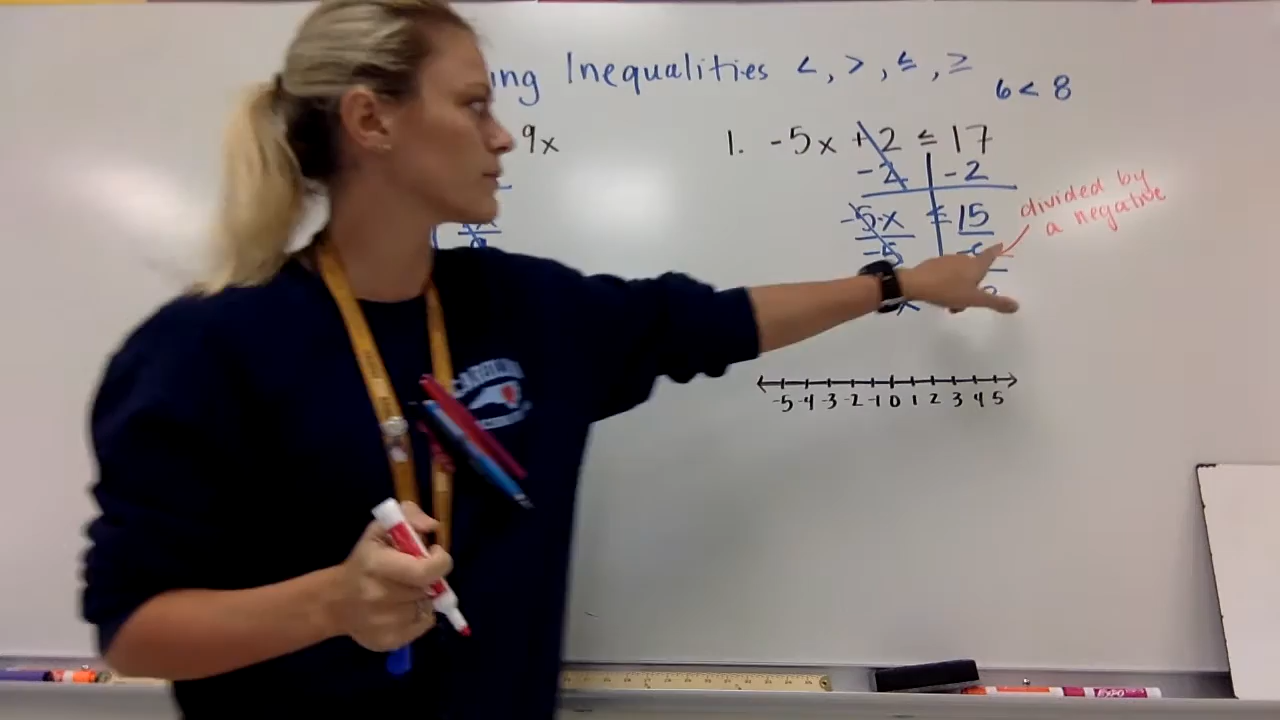 ing Inequalities <, >, ≤, ≥
6 < 8
9x
1. -5x + 2 ≤ 17
-2 | -2
-5·x ≤ 15
-5
divided by
a negative
x
-5 -4 -3 -2 -1 0 1 2 3 4 5
EXPO